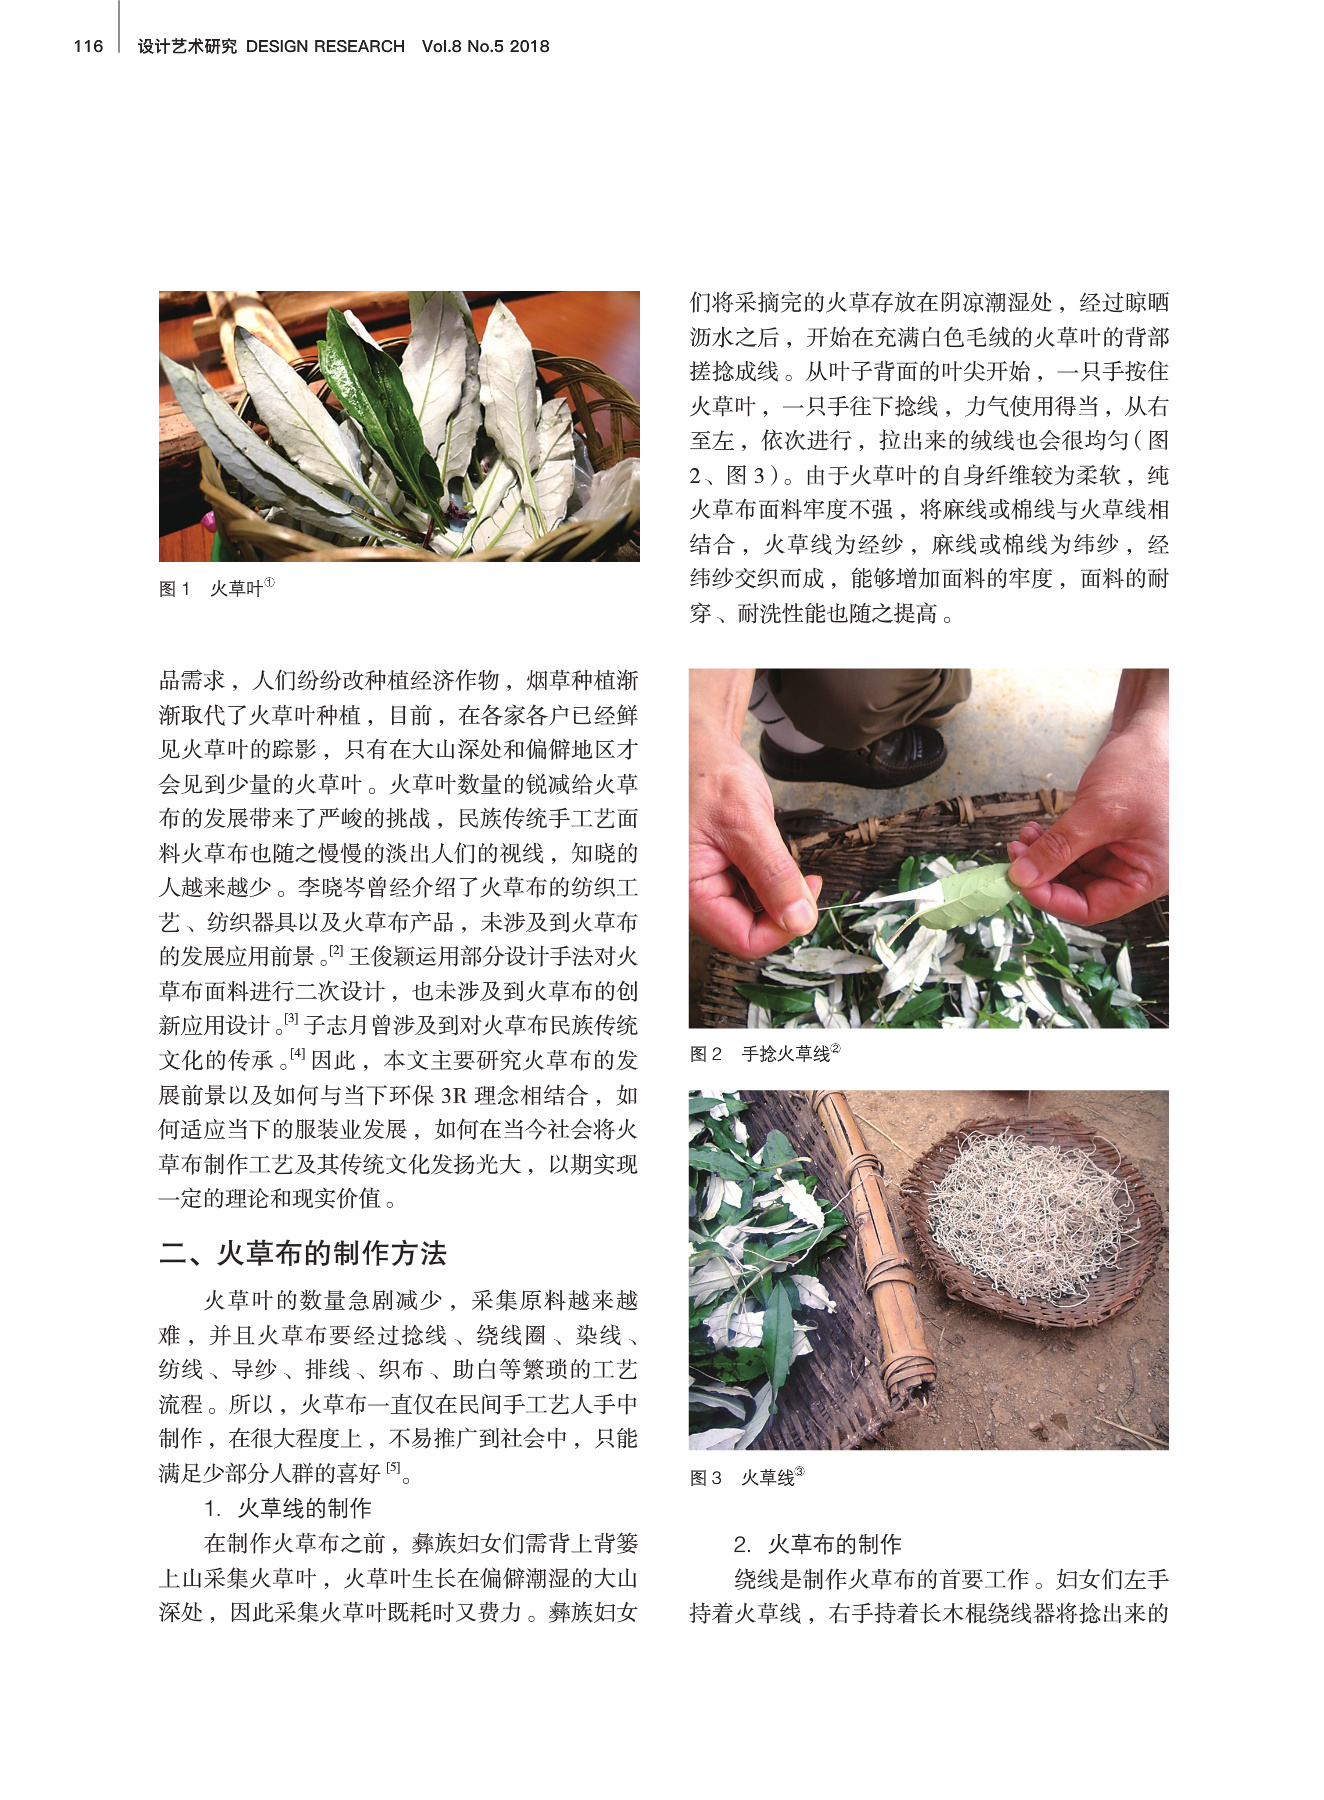 116 设计艺术研究 DESIGN RESEARCH Vol.8 No.5 2018
图 1 火草叶①
品需求，人们纷纷改种植经济作物，烟草种植渐
渐取代了火草叶种植，目前，在各家各户已经鲜
见火草叶的踪影，只有在大山深处和偏僻地区才
会见到少量的火草叶。火草叶数量的锐减给火草
布的发展带来了严峻的挑战，民族传统手工艺面
料火草布也随之慢慢的淡出人们的视线，知晓的
人越来越少。李晓岑曾经介绍了火草布的纺织工
艺、纺织器具以及火草布产品，未涉及到火草布
的发展应用前景。[2] 王俊颖运用部分设计手法对火
草布面料进行二次设计，也未涉及到火草布的创
新应用设计。[3] 子志月曾涉及到对火草布民族传统
文化的传承。[4] 因此，本文主要研究火草布的发
展前景以及如何与当下环保 3R 理念相结合，如
何适应当下的服装业发展，如何在当今社会将火
草布制作工艺及其传统文化发扬光大，以期实现
一定的理论和现实价值。
二、火草布的制作方法
火草叶的数量急剧减少，采集原料越来越
难，并且火草布要经过捻线、绕线圈、染线、
纺线、导纱、排线、织布、助白等繁琐的工艺
流程。所以，火草布一直仅在民间手工艺人手中
制作，在很大程度上，不易推广到社会中，只能
满足少部分人群的喜好 [5]。
1. 火草线的制作
在制作火草布之前，彝族妇女们需背上背篓
上山采集火草叶，火草叶生长在偏僻潮湿的大山
深处，因此采集火草叶既耗时又费力。彝族妇女
们将采摘完的火草存放在阴凉潮湿处，经过晾晒
沥水之后，开始在充满白色毛绒的火草叶的背部
搓捻成线。从叶子背面的叶尖开始，一只手按住
火草叶，一只手往下捻线，力气使用得当，从右
至左，依次进行，拉出来的绒线也会很均匀（图
2、图 3）。由于火草叶的自身纤维较为柔软，纯
火草布面料牢度不强，将麻线或棉线与火草线相
结合，火草线为经纱，麻线或棉线为纬纱，经
纬纱交织而成，能够增加面料的牢度，面料的耐
穿、耐洗性能也随之提高。
图 2 手捻火草线②
图 3 火草线③
2. 火草布的制作
绕线是制作火草布的首要工作。妇女们左手
持着火草线，右手持着长木棍绕线器将捻出来的